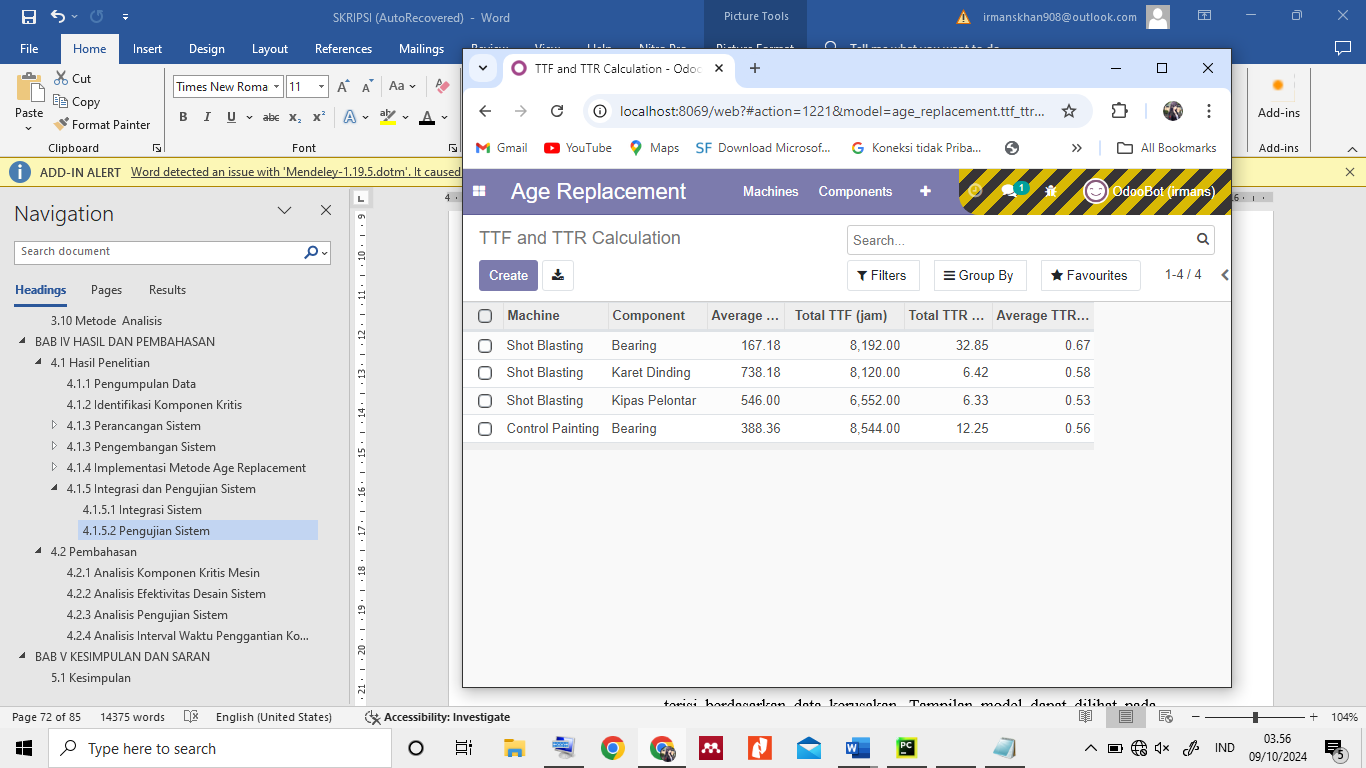 SKRIPSI (AutoRecovered) - Word
Picture Tools
irmanskhan908@outlook.com
File Home Insert Design Layout References Mailings
Times New Roma 11
Cut
Copy
Format Painter
Paste
Clipboard
Font
Add-ins
Add-ins
ADD-IN ALERT Word detected an issue with 'Mendeley-1.19.5.dotm'. It caused
Navigation
Search document
Headings Pages Results
3.10 Metode Analisis
BAB IV HASIL DAN PEMBAHASAN
4.1 Hasil Penelitian
4.1.1 Pengumpulan Data
4.1.2 Identifikasi Komponen Kritis
4.1.3 Perancangan Sistem
4.1.3 Pengembangan Sistem
4.1.4 Implementasi Metode Age Replacement
4.1.5 Integrasi dan Pengujian Sistem
4.1.5.1 Integrasi Sistem
4.1.5.2 Pengujian Sistem
4.2 Pembahasan
4.2.1 Analisis Komponen Kritis Mesin
4.2.2 Analisis Efektivitas Desain Sistem
4.2.3 Analisis Pengujian Sistem
4.2.4 Analisis Interval Waktu Penggantian Ko...
BAB V KESIMPULAN DAN SARAN
5.1 Kesimpulan
TTF and TTR Calculation - Odoo
localhost:8069/web?#action=1221&model=age_replacement.ttf_ttr...
Gmail YouTube Maps SF Download Microsof... Koneksi tidak Priba... » All Bookmarks
Age Replacement Machines Components + 1 OdooBot (irmans)
TTF and TTR Calculation
Search...
Create
Filters Group By Favourites 1-4 / 4
Machine Component Average ... Total TTF (jam) Total TTR ... Average TTR...
Shot Blasting Bearing 167.18 8,192.00 32.85 0.67
Shot Blasting Karet Dinding 738.18 8,120.00 6.42 0.58
Shot Blasting Kipas Pelontar 546.00 6,552.00 6.33 0.53
Control Painting Bearing 388.36 8,544.00 12.25 0.56
Page 72 of 85 14375 words English (United States) Accessibility: Investigate 104%
Type here to search
IND
03.56
09/10/2024
5